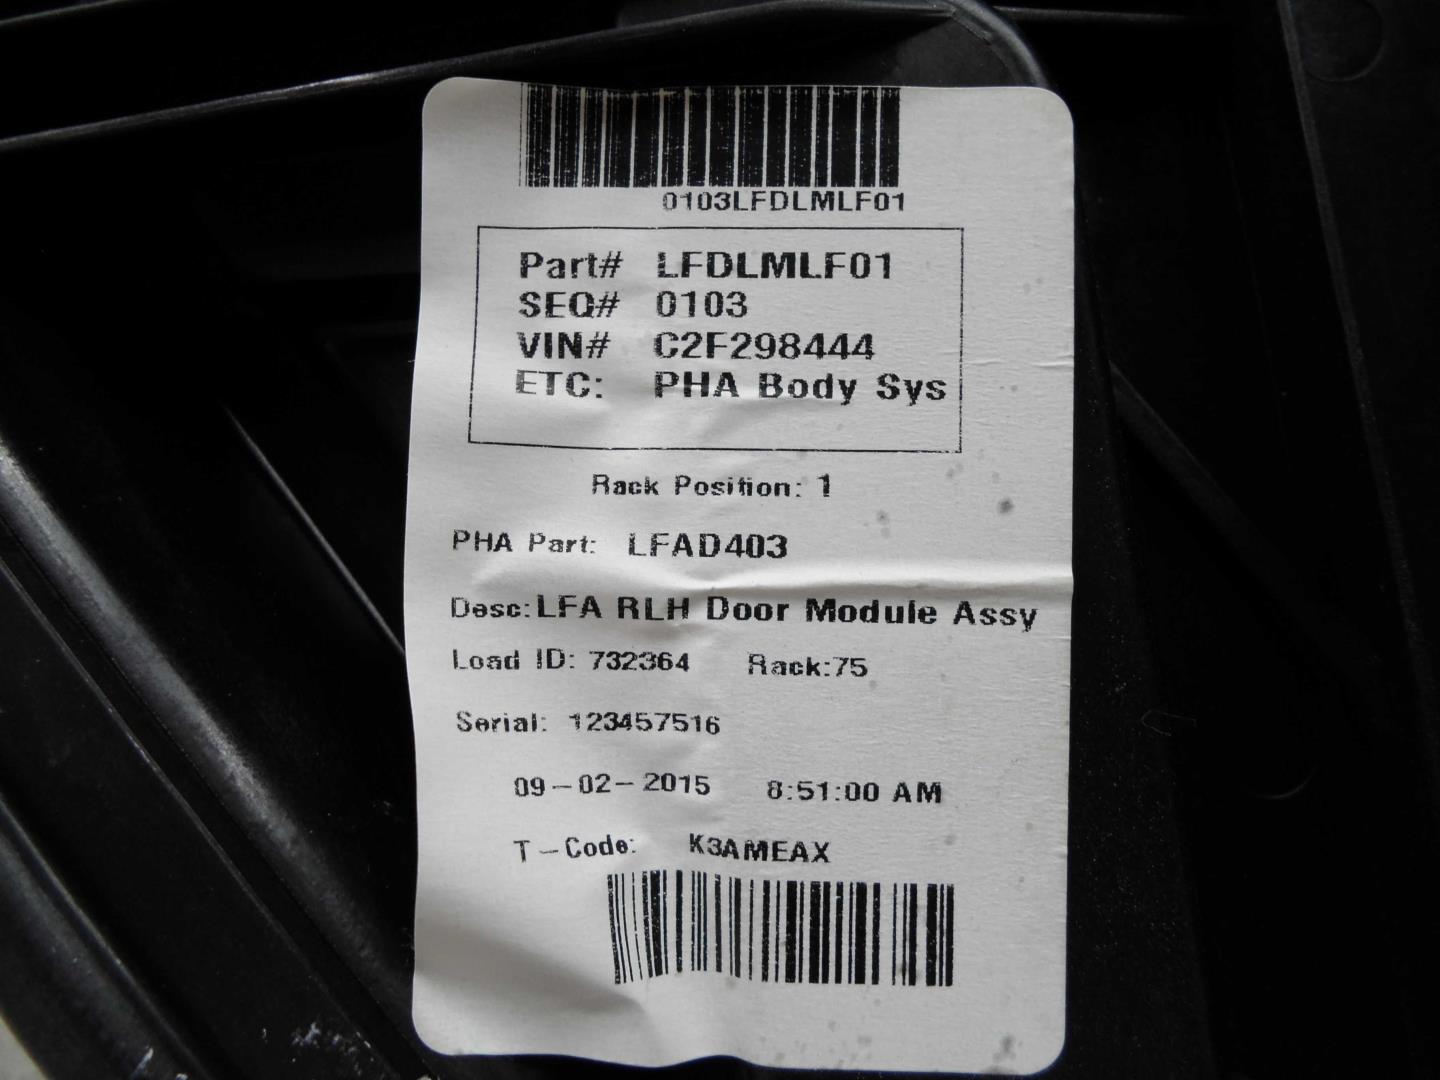 0103LFDLMLF01
Part# LFDLMLF01
SEQ# 0103
VIN# C2F298444
ETC: PHA Body Sys
Rack Position: 1
PHA Part: LFAD403
Desc:LFA RLH Door Module Assy
Load ID: 732364 Rack:75
Serial: 123457516
09-02-2015 8:51:00 AM
T-Code: K3AMEAX